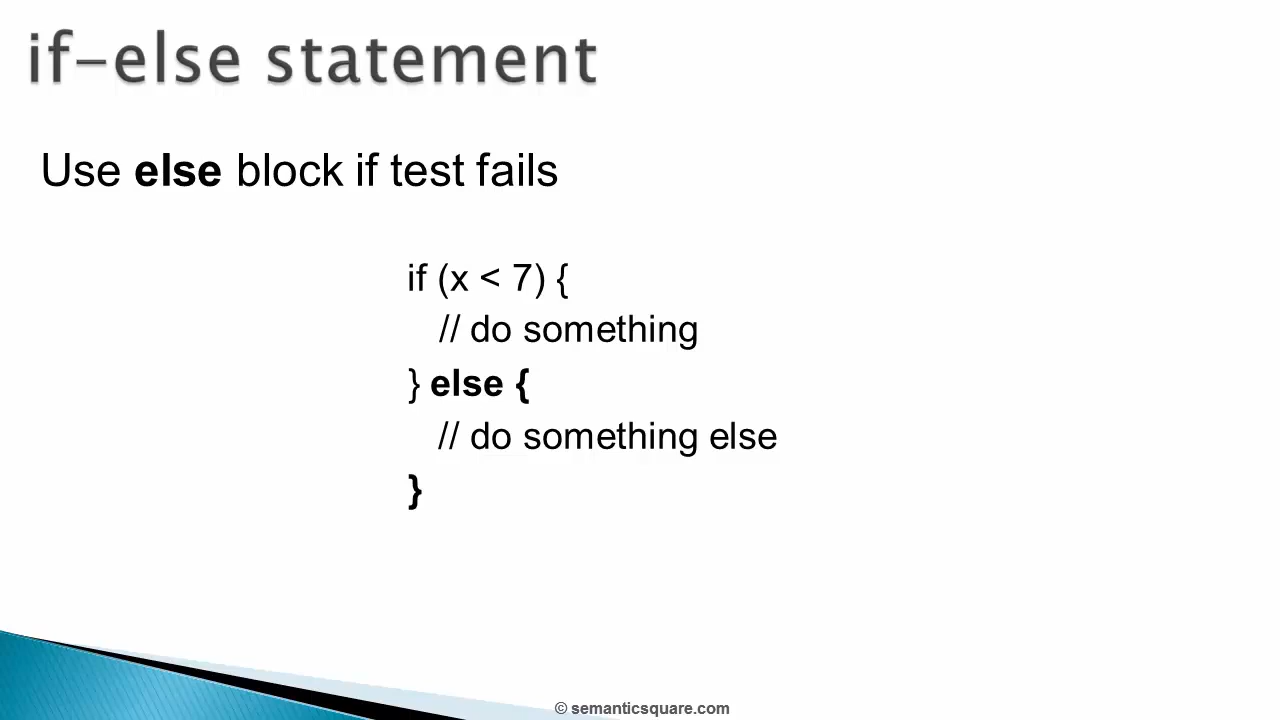 if-else statement
Use else block if test fails
if (x < 7) {
// do something
} else {
// do something else
}
© semanticsquare.com